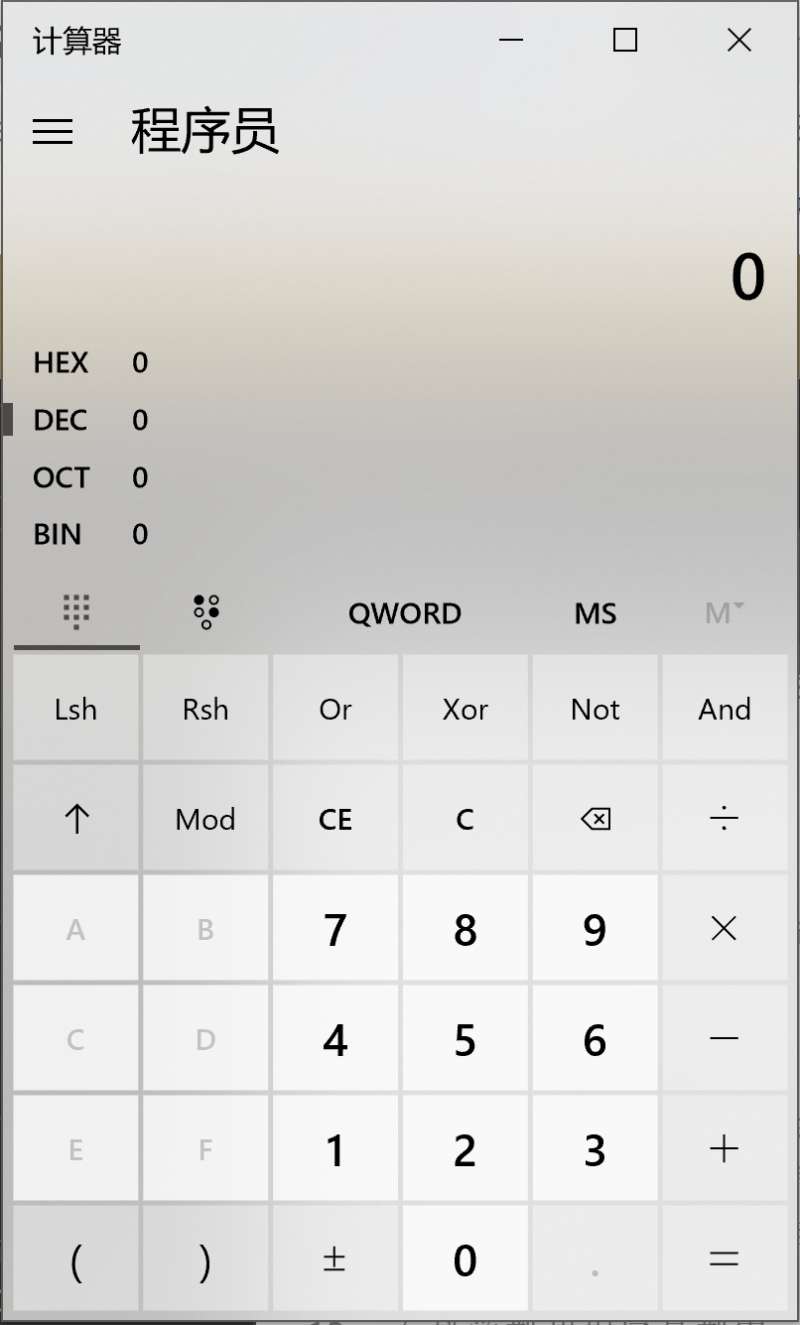 计算器
程序员
0
HEX 0
DEC 0
OCT 0
BIN 0
QWORD MS M
Lsh Rsh Or Xor Not And
↑ Mod CE C ÷
A B 7 8 9 ×
C D 4 5 6 −
E F 1 2 3 +
( ) ± 0 . =